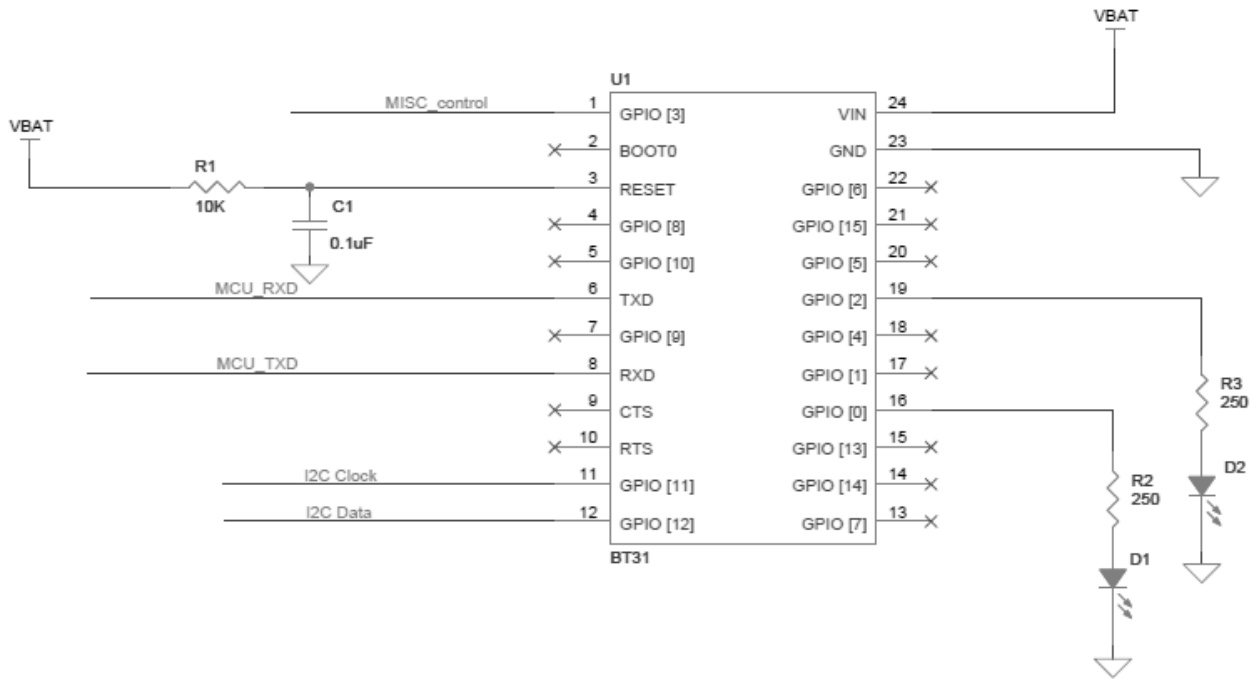 VBAT
U1
MISC_control 1 GPIO [3] VIN 24
VBAT
2 BOOT0 GND 23
R1
10K
3 RESET GPIO [6] 22
C1
0.1uF
4 GPIO [8] GPIO [15] 21
5 GPIO [10] GPIO [5] 20
MCU_RXD 6 TXD GPIO [2] 19
7 GPIO [9] GPIO [4] 18
MCU_TXD 8 RXD GPIO [1] 17
R3
250
9 CTS GPIO [0] 16
10 RTS GPIO [13] 15
I2C Clock 11 GPIO [11] GPIO [14] 14
R2
250
D2
I2C Data 12 GPIO [12] GPIO [7] 13
BT31
D1